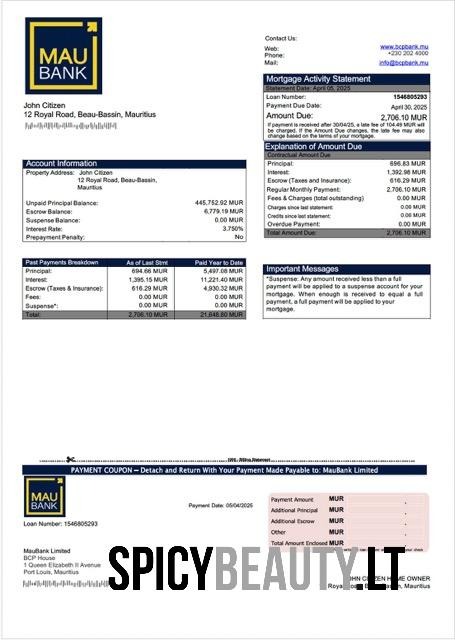 MAU
BANK
Contact Us:
Web: www.bcpbank.mu
Phone: +230 202 4000
Mail: info@bcpbank.mu
John Citizen
12 Royal Road, Beau-Bassin, Mauritius
Mortgage Activity Statement
Statement Date: April 05, 2025
Loan Number: 1546805293
Payment Due Date: April 30, 2025
Amount Due: 2,706.10 MUR
If payment is received after 30/04/25, a late fee of 104.49 MUR will
be charged. If the Amount Due changes, the late fee may also
change based on the terms of your mortgage.
Explanation of Amount Due
Contractual Amount Due
Principal: 696.83 MUR
Interest: 1,392.98 MUR
Escrow (Taxes and Insurance): 616.29 MUR
Regular Monthly Payment: 2,706.10 MUR
Fees & Charges (total outstanding) 0.00 MUR
Charges since last statement: 0.00 MUR
Credits since last statement: 0.00 MUR
Overdue Payment: 0.00 MUR
Total Amount Due: 2,706.10 MUR
Account Information
Property Address: John Citizen
12 Royal Road, Beau-Bassin,
Mauritius
Unpaid Principal Balance: 445,752.92 MUR
Escrow Balance: 6,779.19 MUR
Suspense Balance: 0.00 MUR
Interest Rate: 3.750%
Prepayment Penalty: No
Past Payments Breakdown As of Last Stmt Paid Year to Date
Principal: 694.66 MUR 5,497.08 MUR
Interest: 1,395.15 MUR 11,221.40 MUR
Escrow (Taxes & Insurance): 616.29 MUR 4,930.32 MUR
Fees: 0.00 MUR 0.00 MUR
Suspense*: 0.00 MUR 0.00 MUR
Total: 2,706.10 MUR 21,648.80 MUR
Important Messages
*Suspense: Any amount received less than a full
payment will be applied to a suspense account for your
mortgage. When enough is received to equal a full
payment, a full payment will be applied to your
mortgage.
PAYMENT COUPON – Detach and Return With Your Payment Made Payable to: MauBank Limited
MAU
BANK
Loan Number: 1546805293
Payment Date: 05/04/2025
Payment Amount MUR .
Additional Principal MUR .
Additional Escrow MUR .
Other MUR .
Total Amount Enclosed MUR .
MauBank Limited
BCP House
1 Queen Elizabeth II Avenue
Port Louis, Mauritius
SPICYBEAUTY.LT